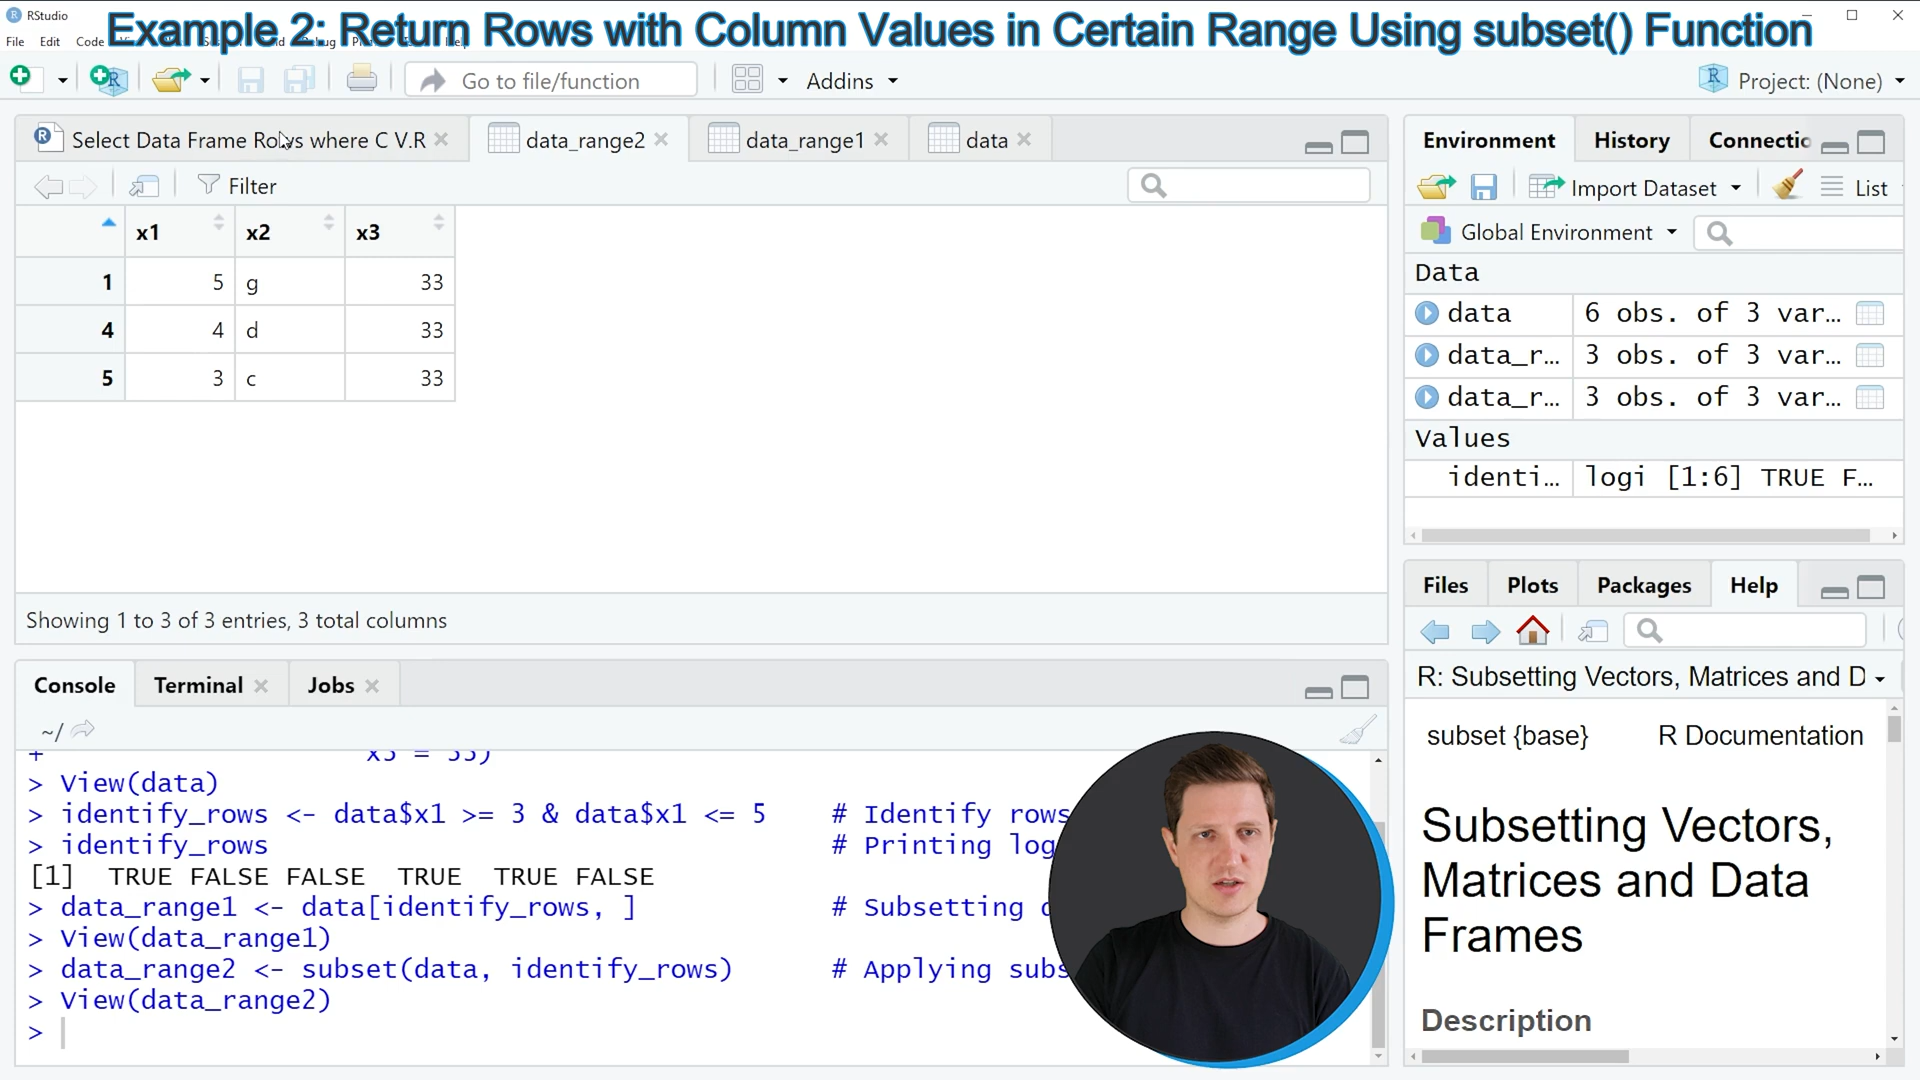 RStudio
Example 2: Return Rows with Column Values in Certain Range Using subset() Function
File Edit Code
Go to file/function
Addins
Project: (None)
Select Data Frame Rows where C V.R
data_range2
data_range1
data
Filter
x1 x2 x3
1 5 g 33
4 4 d 33
5 3 c 33
Showing 1 to 3 of 3 entries, 3 total columns
Console
Terminal
Jobs
~/
+ x3 = 33)
> View(data)
> identify_rows <- data$x1 >= 3 & data$x1 <= 5 # Identify rows
> identify_rows # Printing log
[1] TRUE FALSE FALSE TRUE TRUE FALSE
> data_range1 <- data[identify_rows, ] # Subsetting d
> View(data_range1)
> data_range2 <- subset(data, identify_rows) # Applying subs
> View(data_range2)
>
Environment
History
Connectio
Import Dataset
List
Global Environment
Data
data 6 obs. of 3 var…
data_r… 3 obs. of 3 var…
data_r… 3 obs. of 3 var…
Values
identi… logi [1:6] TRUE F…
Files
Plots
Packages
Help
R: Subsetting Vectors, Matrices and D
subset {base} R Documentation
Subsetting Vectors,
Matrices and Data
Frames
Description